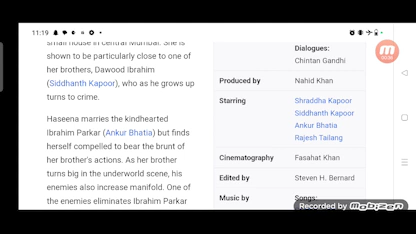 11:19
small house in Central Mumbai. She is
shown to be particularly close to one of
her brothers, Dawood Ibrahim
(Siddhanth Kapoor), who as he grows up
turns to crime.
Haseena marries the kindhearted
Ibrahim Parkar (Ankur Bhatia) but finds
herself compelled to bear the brunt of
her brother's actions. As her brother
turns big in the underworld scene, his
enemies also increase manifold. One of
the enemies eliminates Ibrahim Parkar
Dialogues:
Chintan Gandhi
Produced by Nahid Khan
Starring Shraddha Kapoor
Siddhanth Kapoor
Ankur Bhatia
Rajesh Tailang
Cinematography Fasahat Khan
Edited by Steven H. Bernard
Music by Songs:
Recorded by MOBIZEN